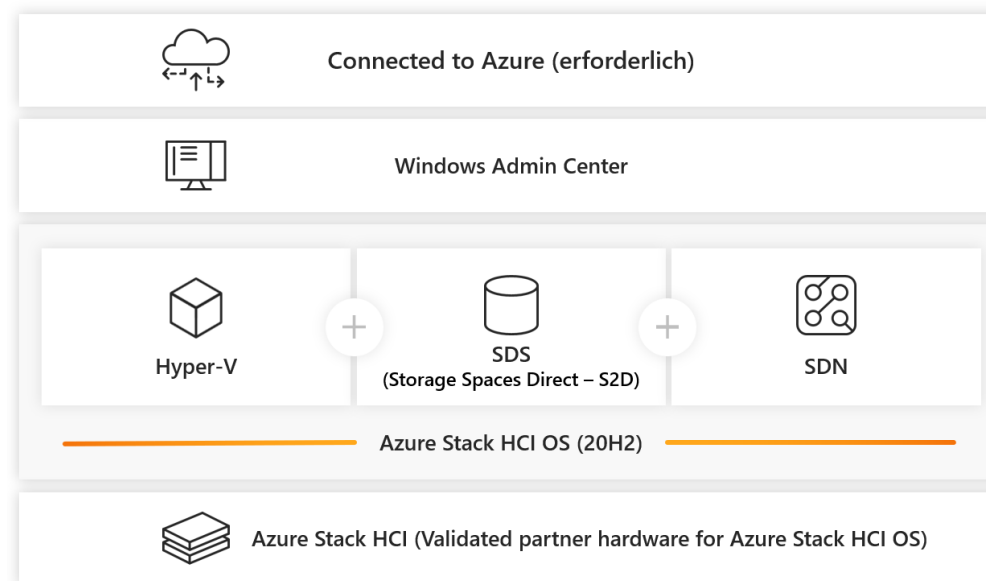 Connected to Azure (erforderlich)
Windows Admin Center
Hyper-V
SDS
(Storage Spaces Direct – S2D)
SDN
Azure Stack HCI OS (20H2)
Azure Stack HCI (Validated partner hardware for Azure Stack HCI OS)